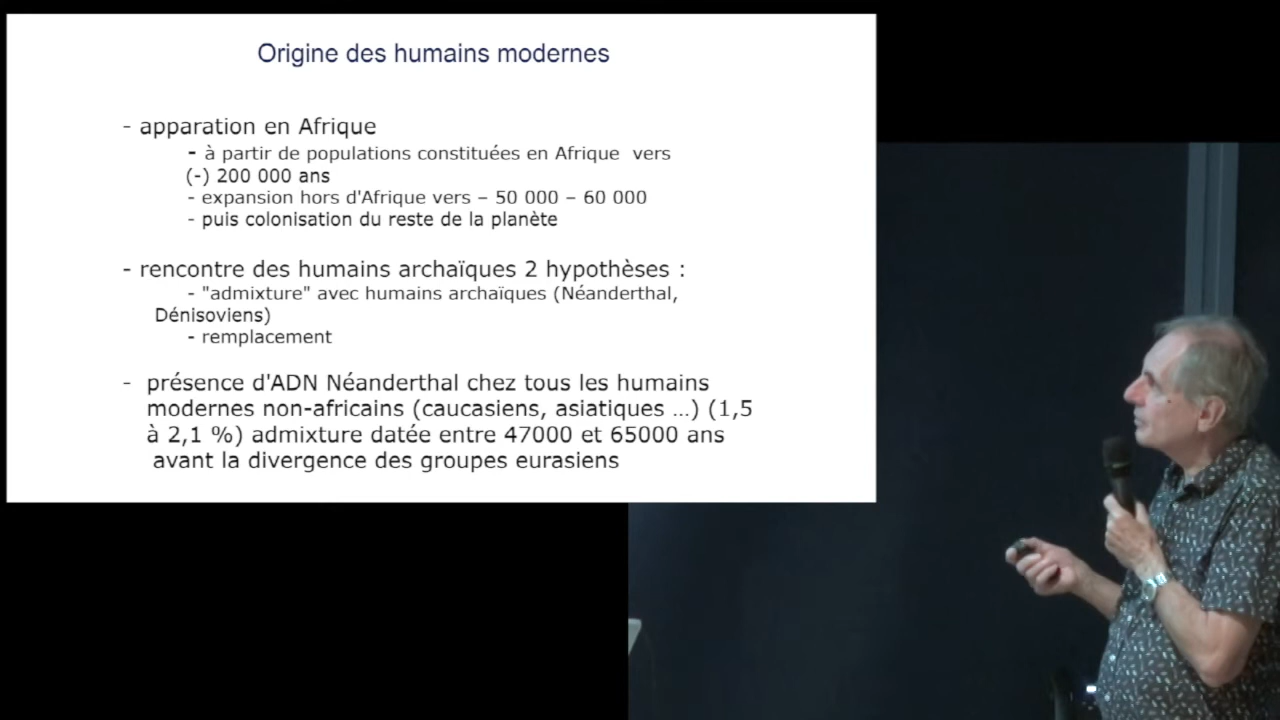 Origine des humains modernes
- apparation en Afrique
- à partir de populations constituées en Afrique vers
(-) 200 000 ans
- expansion hors d'Afrique vers – 50 000 – 60 000
- puis colonisation du reste de la planète
- rencontre des humains archaïques 2 hypothèses :
- "admixture" avec humains archaïques (Néanderthal,
Dénisoviens)
- remplacement
- présence d'ADN Néanderthal chez tous les humains
modernes non-africains (caucasiens, asiatiques ...) (1,5
à 2,1 %) admixture datée entre 47000 et 65000 ans
avant la divergence des groupes eurasiens